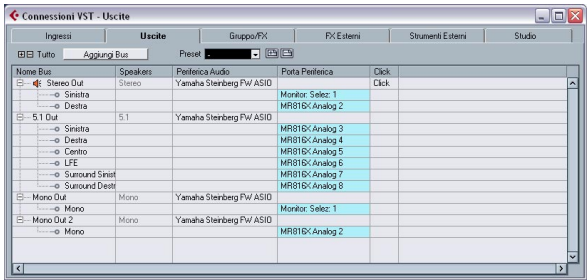 Connessioni VST - Uscite
Ingressi Uscite Gruppo/FX FX Esterni Strumenti Esterni Studio
Tutto Aggiungi Bus Preset -
Nome Bus Speakers Periferica Audio Porta Periferica Click
Stereo Out Stereo Yamaha Steinberg FW ASIO Click
Sinistra Monitor: Selez: 1
Destra MR816X Analog 2
5.1 Out 5.1 Yamaha Steinberg FW ASIO
Sinistra MR816X Analog 3
Destra MR816X Analog 4
Centro MR816X Analog 5
LFE MR816X Analog 6
Surround Sinist MR816X Analog 7
Surround Destr MR816X Analog 8
Mono Out Mono Yamaha Steinberg FW ASIO
Mono Monitor: Selez: 1
Mono Out 2 Mono Yamaha Steinberg FW ASIO
Mono MR816X Analog 2